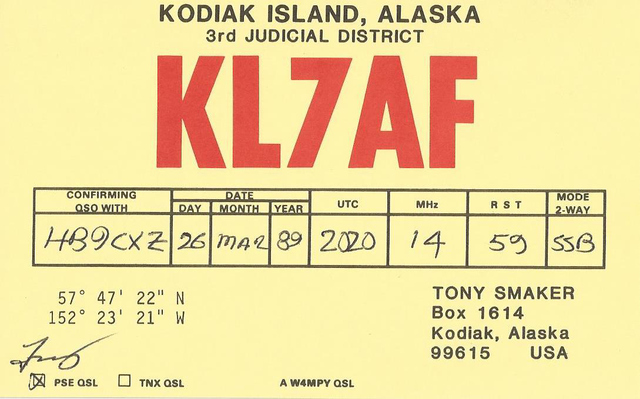 KODIAK ISLAND, ALASKA
3rd JUDICIAL DISTRICT
KL7AF
CONFIRMING QSO WITH DATE DAY MONTH YEAR UTC MHz R S T MODE 2-WAY
HB9CXZ 26 MAR 89 2020 14 59 SSB
57° 47' 22" N
152° 23' 21" W
TONY SMAKER
Box 1614
Kodiak, Alaska
99615 USA
PSE QSL TNX QSL A W4MPY QSL